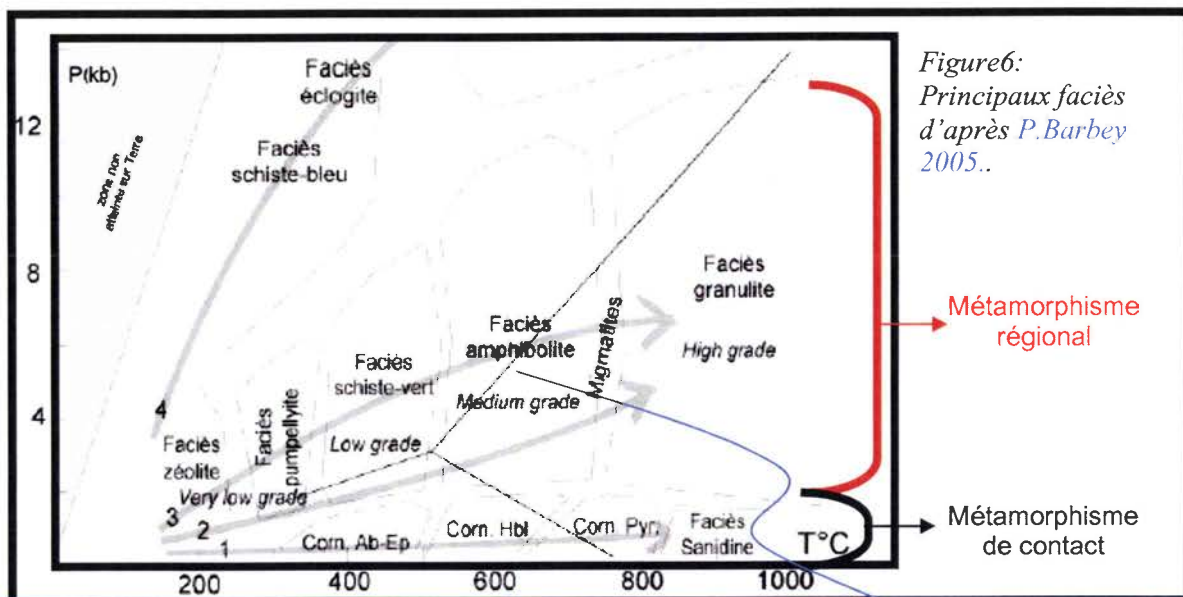 P(kb)
12
8
4
zone non
atteinte sur Terre
Faciès
éclogite
Faciès
schiste-bleu
Faciès
granulite
High grade
Migmatites
Faciès
amphibolite
Medium grade
Faciès
schiste-vert
Low grade
Faciès
pumpellyite
Faciès
zéolite
Very low grade
4
3
2
1
Corn. Ab-Ep
Corn. Hbl
Corn. Pyr.
Faciès
Sanidine
T°C
200
400
600
800
1000
Figure6:
Principaux faciès
d'après P.Barbey
2005..
Métamorphisme
régional
Métamorphisme
de contact